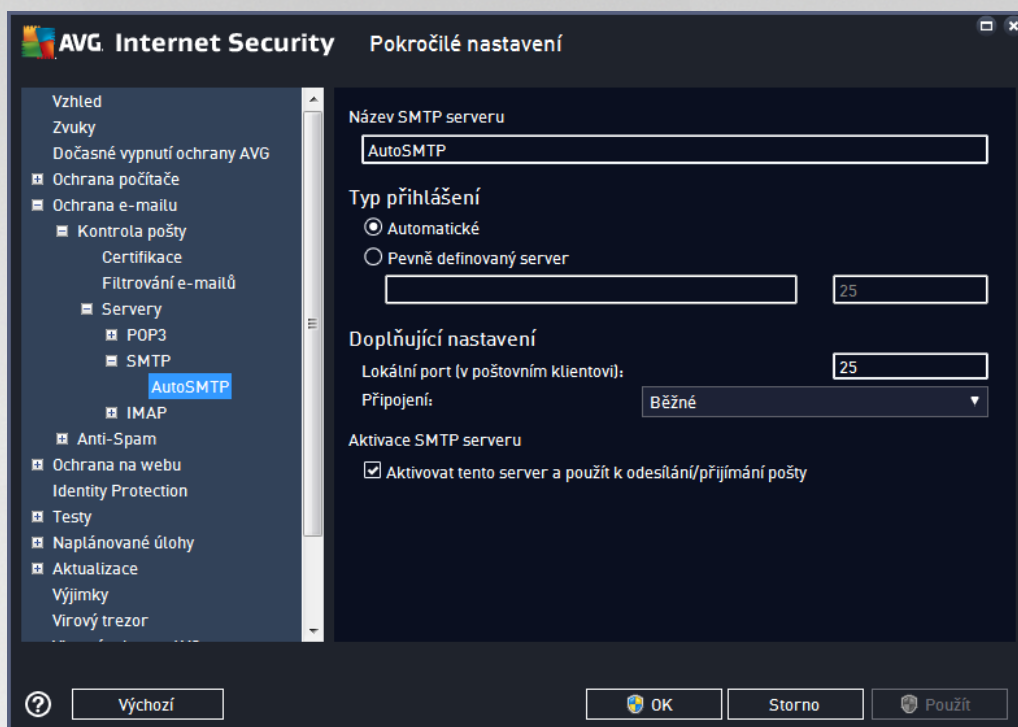 AVG. Internet Security Pokročilé nastavení
Vzhled
Zvuky
Dočasné vypnutí ochrany AVG
Ochrana počítače
Ochrana e-mailu
Kontrola pošty
Certifikace
Filtrování e-mailů
Servery
POP3
SMTP
AutoSMTP
IMAP
Anti-Spam
Ochrana na webu
Identity Protection
Testy
Naplánované úlohy
Aktualizace
Výjimky
Virový trezor
Název SMTP serveru
AutoSMTP
Typ přihlášení
Automatické
Pevně definovaný server
25
Doplňující nastavení
Lokální port (v poštovním klientovi): 25
Připojení: Běžné
Aktivace SMTP serveru
Aktivovat tento server a použít k odesílání/přijímání pošty
Výchozí OK Storno Použít